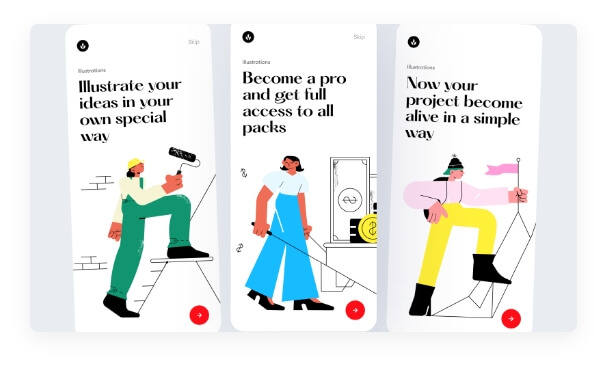 Skip
Illustrations
Illustrate your
ideas in your
own special
way
Skip
Illustrations
Become a pro
and get full
access to all
packs
Illustrations
Now your
project become
alive in a simple
way